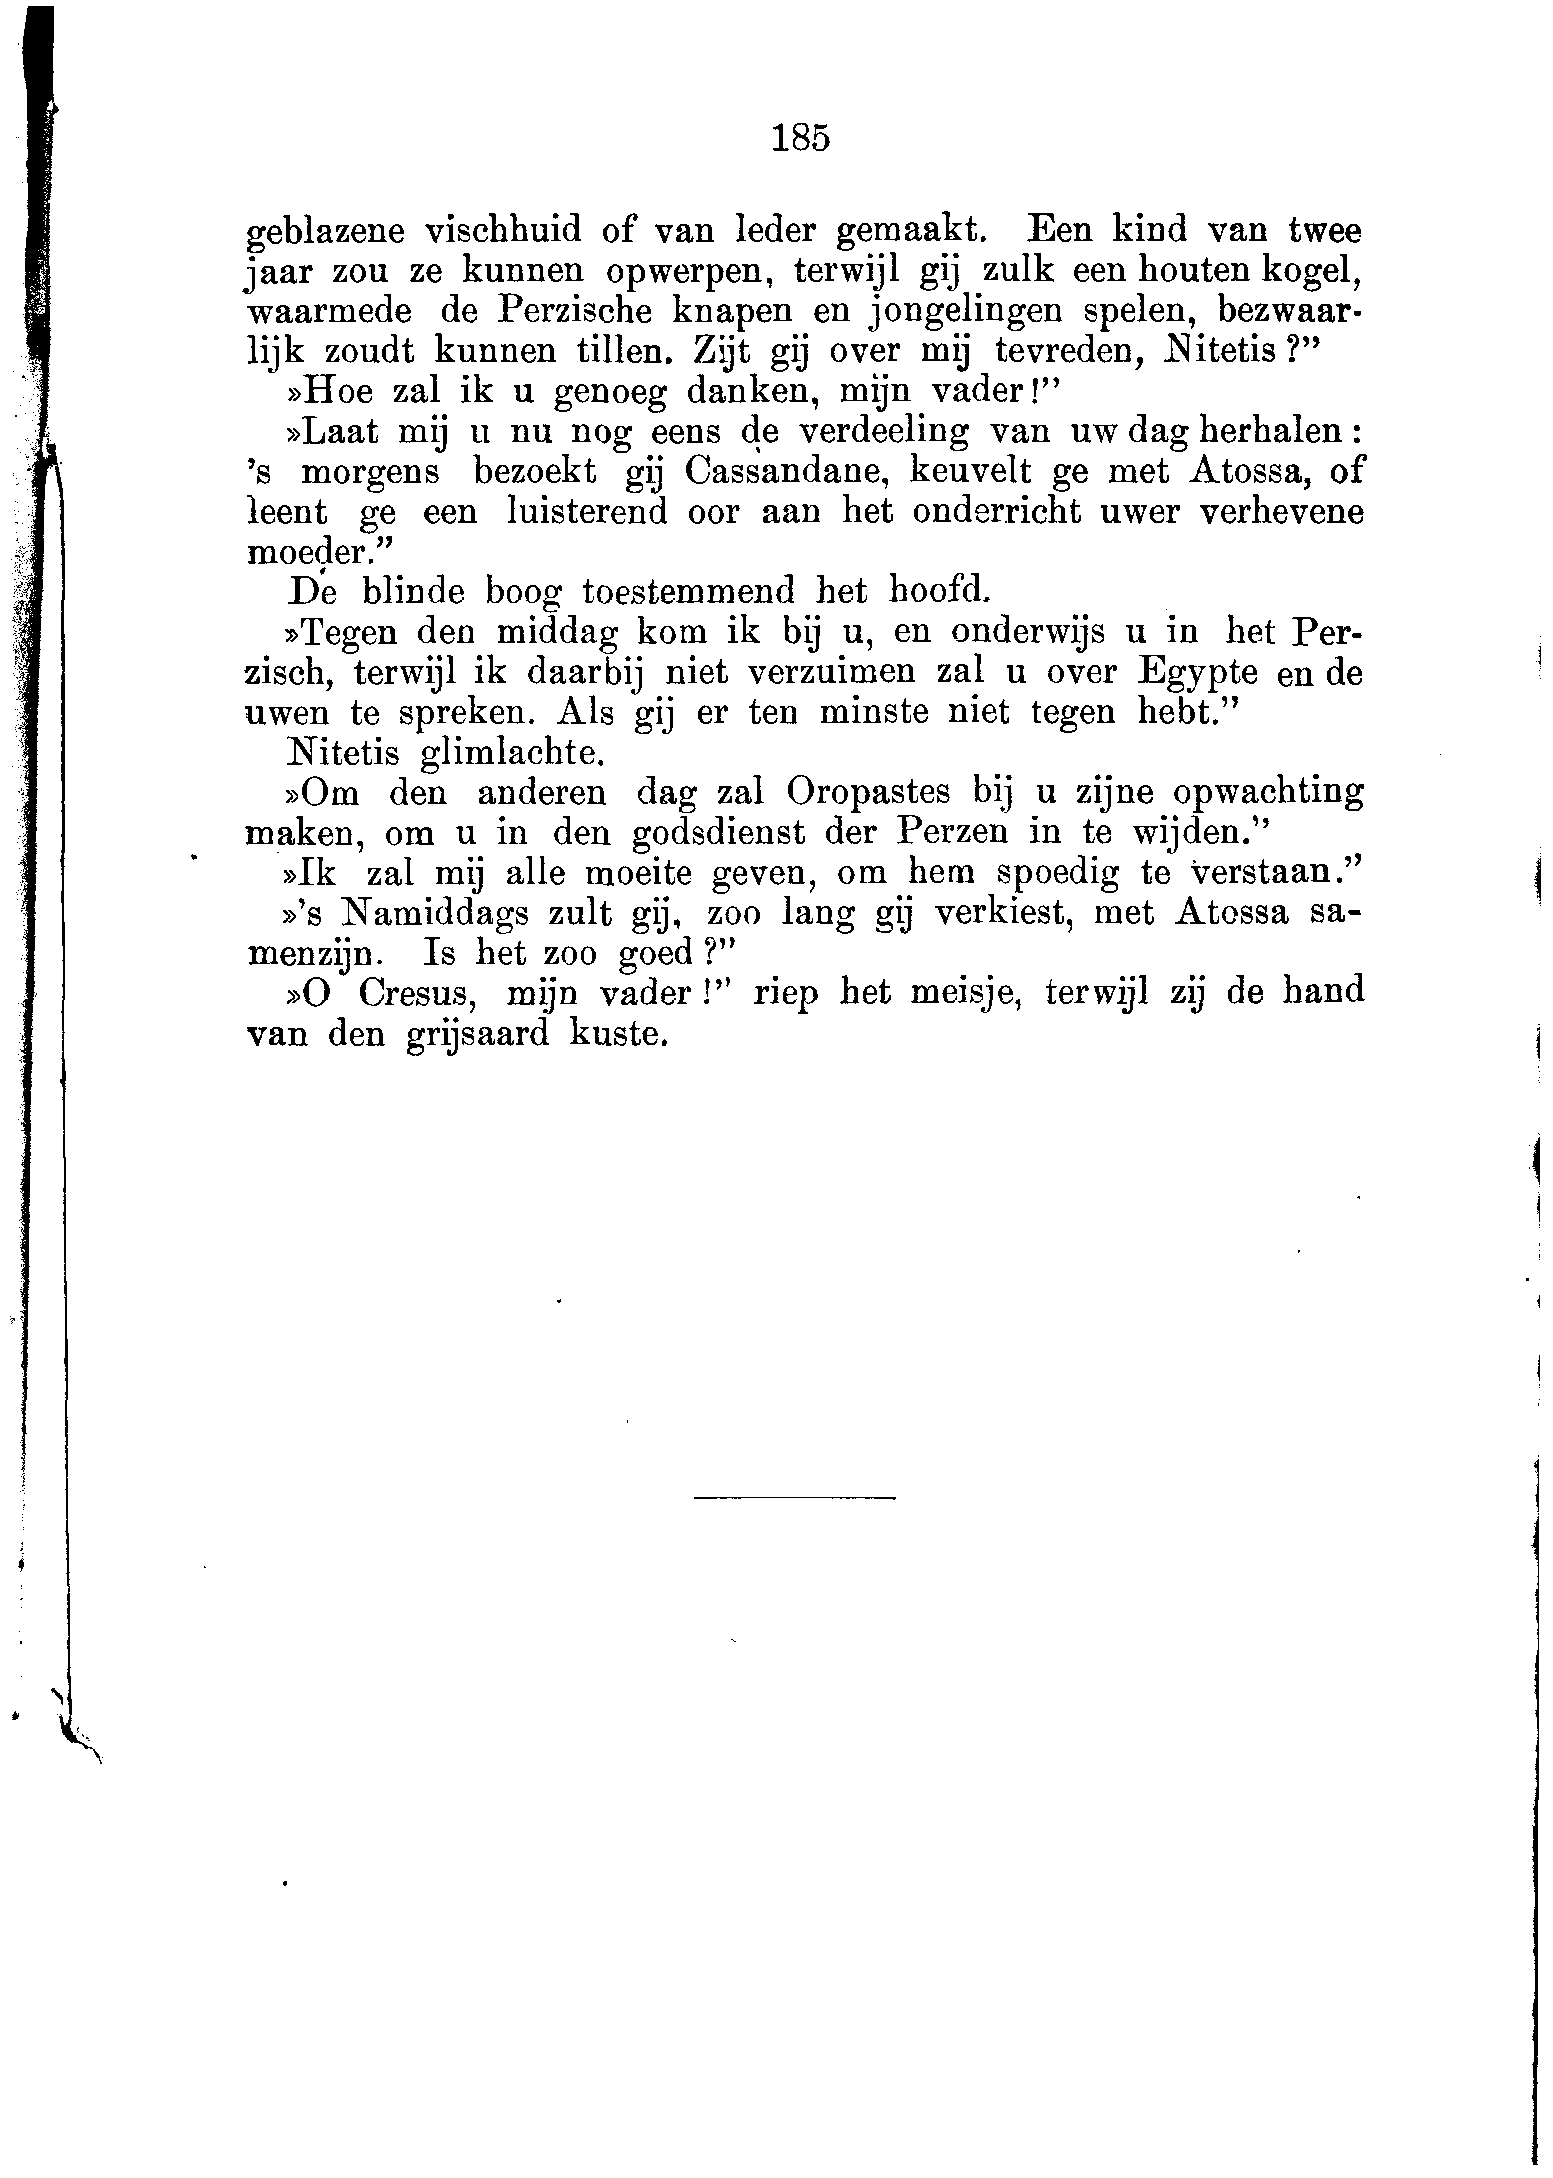 185
geblazene vischhuid of van leder gemaakt. Een kind van twee
jaar zou ze kunnen opwerpen, terwijl gij zulk een houten kogel,
waarmede de Perzische knapen en jongelingen spelen, bezwaar-
lijk zoudt kunnen tillen. Zijt gij over mij tevreden, Nitetis?”
»Hoe zal ik u genoeg danken, mijn vader!”
»Laat mij u nu nog eens de verdeeling van uw dag herhalen:
’s morgens bezoekt gij Cassandane, keuvelt ge met Atossa, of
leent ge een luisterend oor aan het onderricht uwer verhevene
moeder.”
De blinde boog toestemmend het hoofd.
»Tegen den middag kom ik bij u, en onderwijs u in het Per-
zisch, terwijl ik daarbij niet verzuimen zal u over Egypte en de
uwen te spreken. Als gij er ten minste niet tegen hebt.”
Nitetis glimlachte.
»Om den anderen dag zal Oropastes bij u zijne opwachting
maken, om u in den godsdienst der Perzen in te wijden.”
»Ik zal mij alle moeite geven, om hem spoedig te verstaan.”
»’s Namiddags zult gij, zoo lang gij verkiest, met Atossa sa-
menzijn. Is het zoo goed?”
»O Cresus, mijn vader!” riep het meisje, terwijl zij de hand
van den grijsaard kuste.